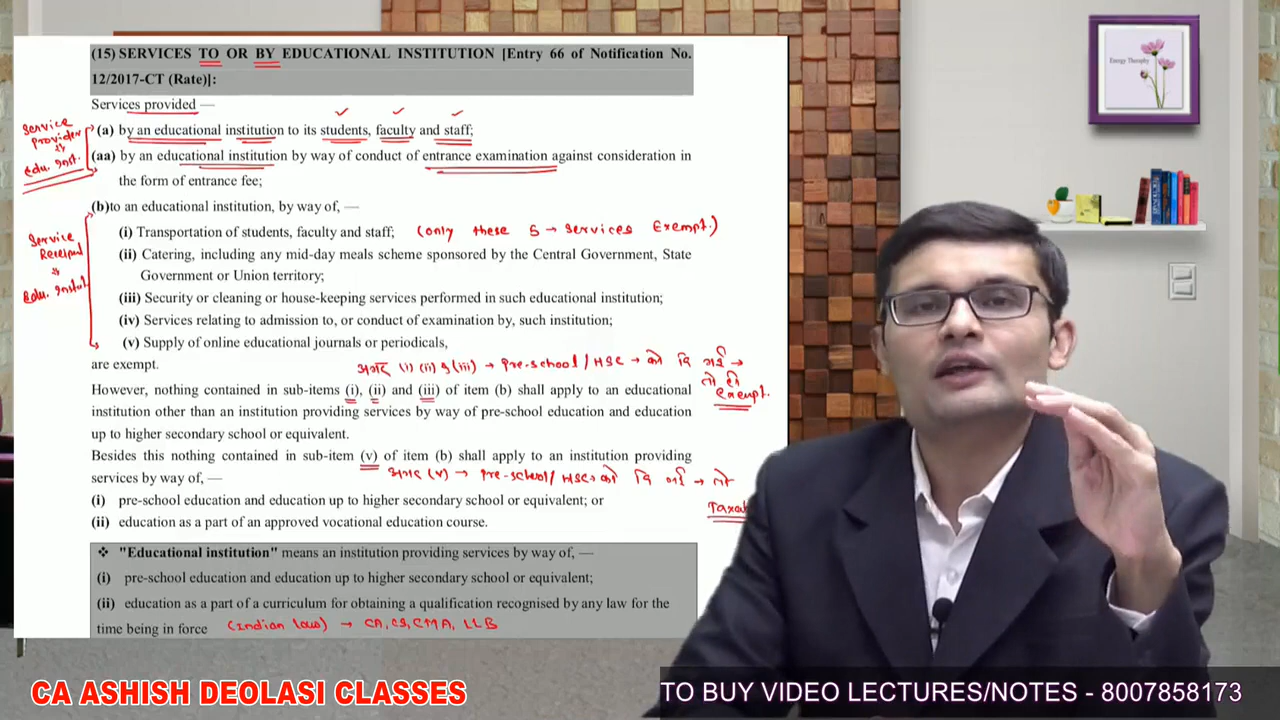 (15) SERVICES TO OR BY EDUCATIONAL INSTITUTION [Entry 66 of Notification No.
12/2017-CT (Rate)]:
Services provided —
(a) by an educational institution to its students, faculty and staff;
Service
provider
edu. Inst.
(aa) by an educational institution by way of conduct of entrance examination against consideration in
the form of entrance fee;
(b)to an educational institution, by way of, —
(i) Transportation of students, faculty and staff; (only these 5 → services Exempt.)
Service
edu.
(ii) Catering, including any mid-day meals scheme sponsored by the Central Government, State
Government or Union territory;
(iii) Security or cleaning or house-keeping services performed in such educational institution;
(iv) Services relating to admission to, or conduct of examination by, such institution;
(v) Supply of online educational journals or periodicals,
are exempt.
अगर (i) (ii) & (iii) → Pre-school / HSC → को दि गई →
तो ही
Exempt.
However, nothing contained in sub-items (i), (ii) and (iii) of item (b) shall apply to an educational
institution other than an institution providing services by way of pre-school education and education
up to higher secondary school or equivalent.
Besides this nothing contained in sub-item (v) of item (b) shall apply to an institution providing
services by way of, —
अगर (v) → Pre-school / HSC → को दि गई → तो
(i) pre-school education and education up to higher secondary school or equivalent; or
(ii) education as a part of an approved vocational education course.
❖ "Educational institution" means an institution providing services by way of, —
(i) pre-school education and education up to higher secondary school or equivalent;
(ii) education as a part of a curriculum for obtaining a qualification recognised by any law for the
time being in force (Indian law) → CA, CS, CMA, LLB
Energy Therapy
CA ASHISH DEOLASI CLASSES
TO BUY VIDEO LECTURES/NOTES - 8007858173